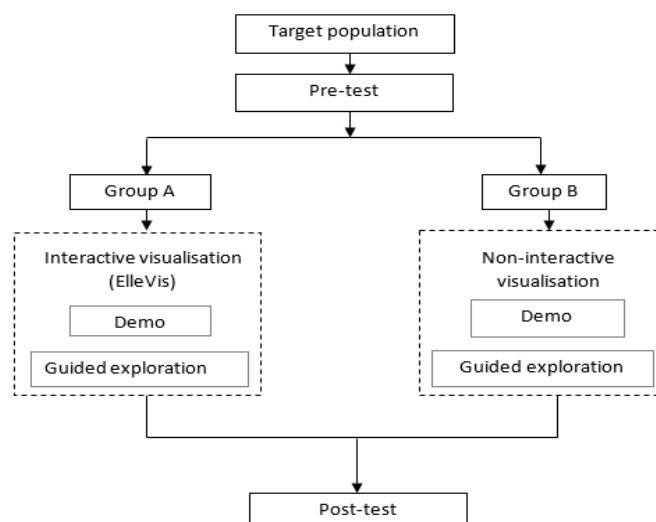 Target population
Pre-test
Group A
Group B
Interactive visualisation
(ElleVis)
Demo
Guided exploration
Non-interactive
visualisation
Demo
Guided exploration
Post-test